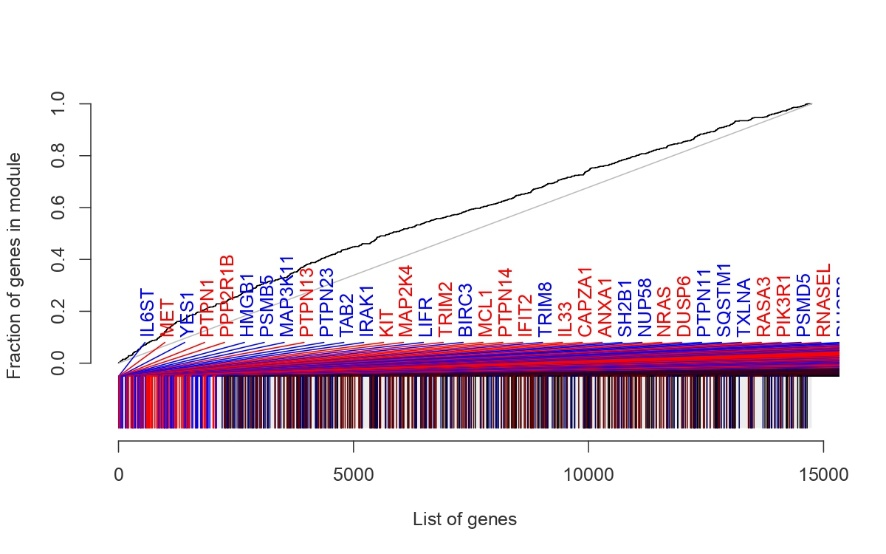 Fraction of genes in module
1.0
0.8
0.6
0.4
0.2
0.0
IL6ST
MET
YES1
PTPN1
PPP2R1B
HMGB1
PSMB5
MAP3K11
PTPN13
PTPN23
TAB2
IRAK1
KIT
MAP2K4
LIFR
TRIM2
BIRC3
MCL1
PTPN14
IFIT2
TRIM8
IL33
CAPZA1
ANXA1
SH2B1
NUP58
NRAS
DUSP6
PTPN11
SQSTM1
TXLNA
RASA3
PIK3R1
PSMD5
RNASEL
0
5000
10000
15000
List of genes